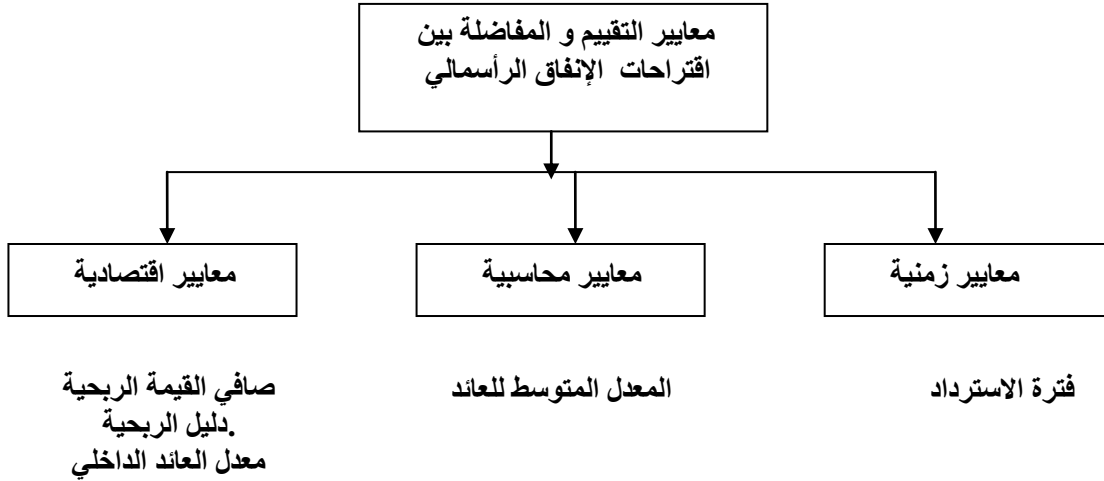 معايير التقييم و المفاضلة بين
اقتراحات الإنفاق الرأسمالي
معايير زمنية
معايير محاسبية
معايير اقتصادية
فترة الاسترداد
المعدل المتوسط للعائد
صافي القيمة الربحية
.دليل الربحية
معدل العائد الداخلي